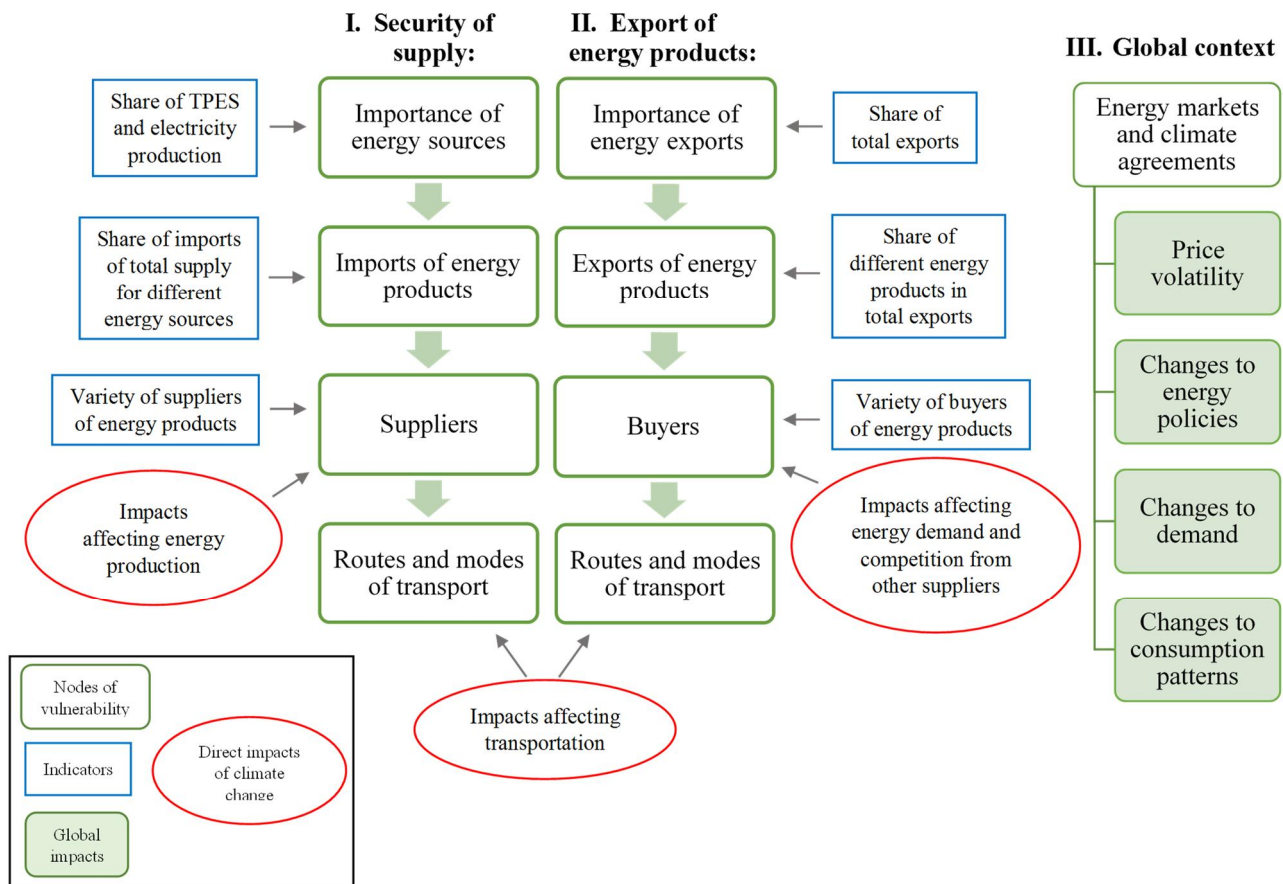 I. Security of
supply:
Share of TPES
and electricity
production
Importance of
energy sources
Share of imports
of total supply
for different
energy sources
Imports of energy
products
Variety of suppliers
of energy products
Suppliers
Impacts
affecting energy
production
Routes and modes
of transport
II. Export of
energy products:
Importance of
energy exports
Share of
total exports
Exports of energy
products
Share of
different energy
products in
total exports
Buyers
Variety of buyers
of energy products
Impacts affecting
energy demand and
competition from
other suppliers
Routes and modes
of transport
Impacts affecting
transportation
III. Global context
Energy markets
and climate
agreements
Price
volatility
Changes to
energy
policies
Changes to
demand
Changes to
consumption
patterns
Nodes of
vulnerability
Indicators
Global
impacts
Direct impacts
of climate
change